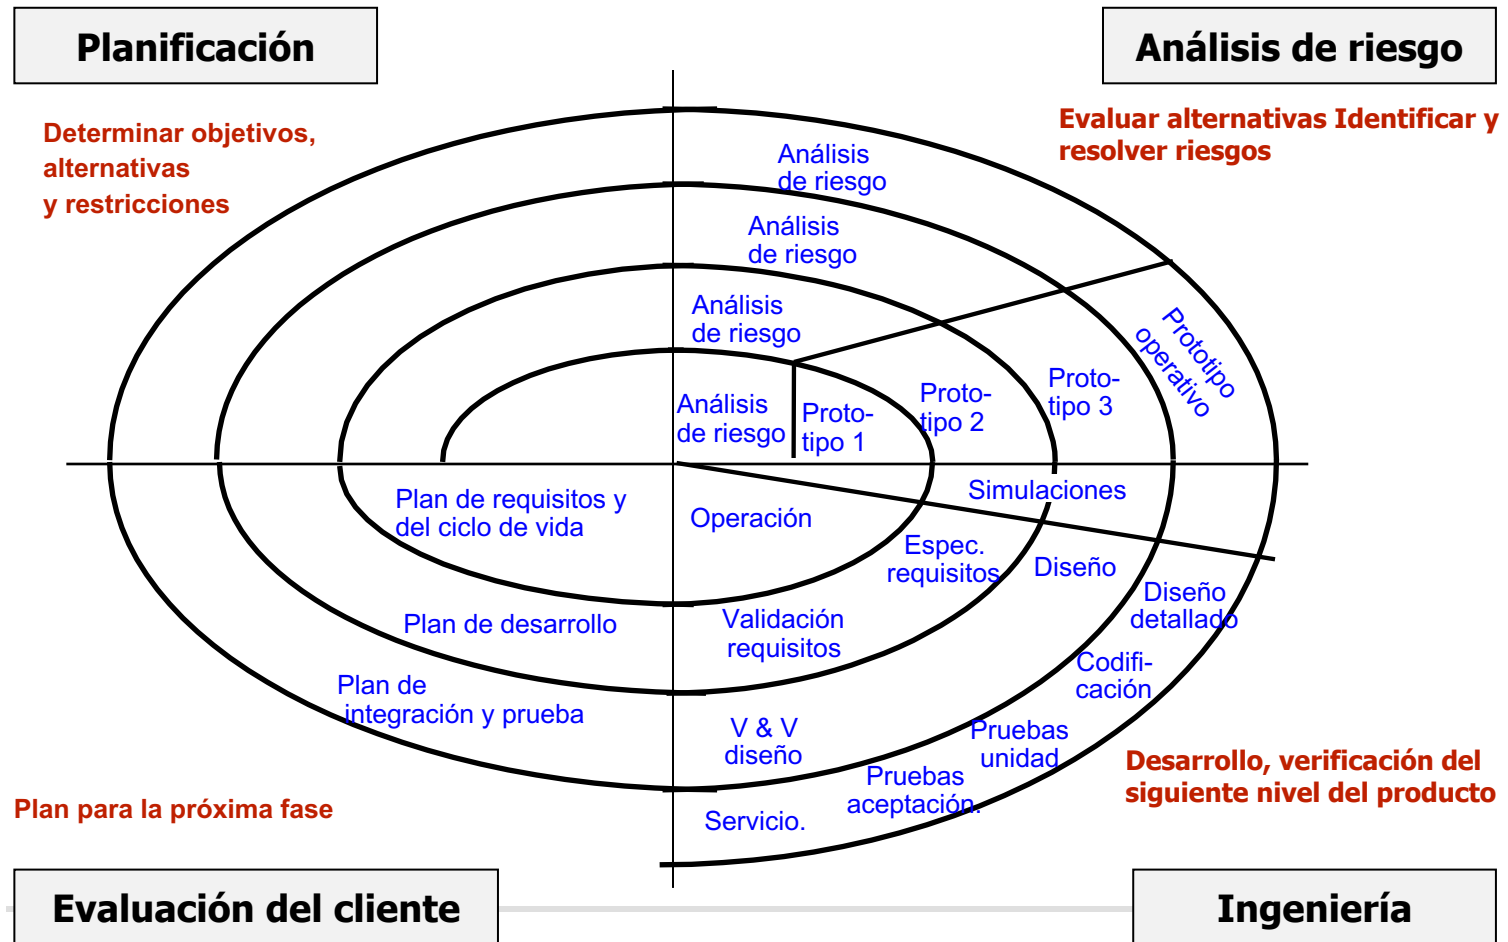 Planificación
Análisis de riesgo
Determinar objetivos,
alternativas
y restricciones
Evaluar alternativas Identificar y
resolver riesgos
Análisis
de riesgo
Análisis
de riesgo
Análisis
de riesgo
Análisis
de riesgo
Proto-
tipo 1
Proto-
tipo 2
Proto-
tipo 3
Prototipo
operativo
Plan de requisitos y
del ciclo de vida
Operación
Simulaciones
Espec.
requisitos
Diseño
Diseño
detallado
Plan de desarrollo
Validación
requisitos
Codifi-
cación
Plan de
integración y prueba
V & V
diseño
Pruebas
unidad
Pruebas
aceptación.
Servicio.
Desarrollo, verificación del
siguiente nivel del producto
Plan para la próxima fase
Evaluación del cliente
Ingeniería